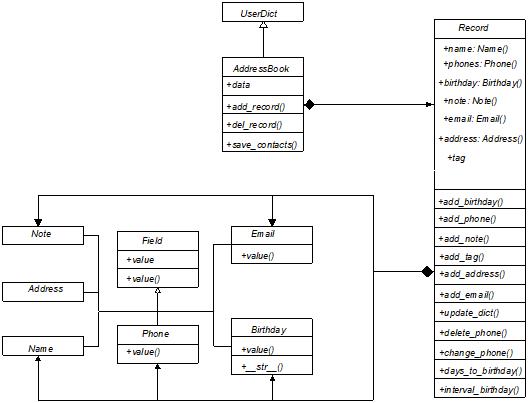 UserDict
AddressBook
+data
+add_record()
+del_record()
+save_contacts()
Record
+name: Name()
+phones: Phone()
+birthday: Birthday()
+note: Note()
+email: Email()
+address: Address()
+tag
+add_birthday()
+add_phone()
+add_note()
+add_tag()
+add_address()
+add_email()
+update_dict()
+delete_phone()
+change_phone()
+days_to_birthday()
+interval_birthday()
Note
Address
Name
Field
+value
+value()
Phone
+value()
Email
+value()
Birthday
+value()
+__str__()